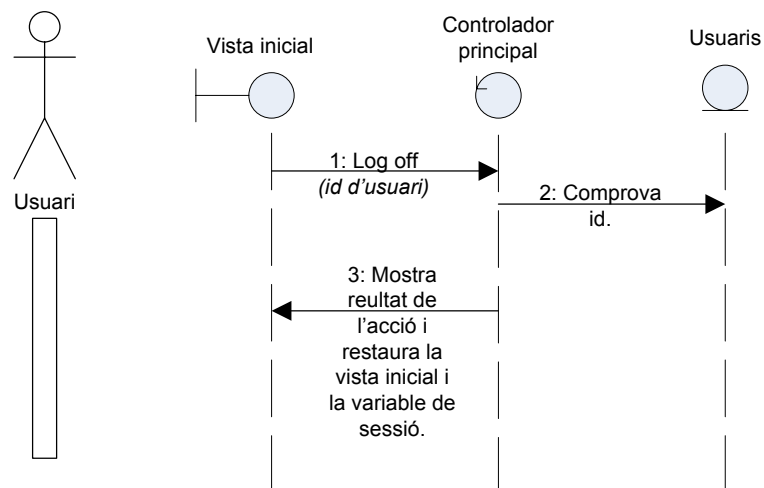 Vista inicial
Controlador
principal
Usuaris
Usuari
1: Log off
(id d'usuari)
2: Comprova
id.
3: Mostra
reultat de
l'acció i
restaura la
vista inicial i
la variable de
sessió.